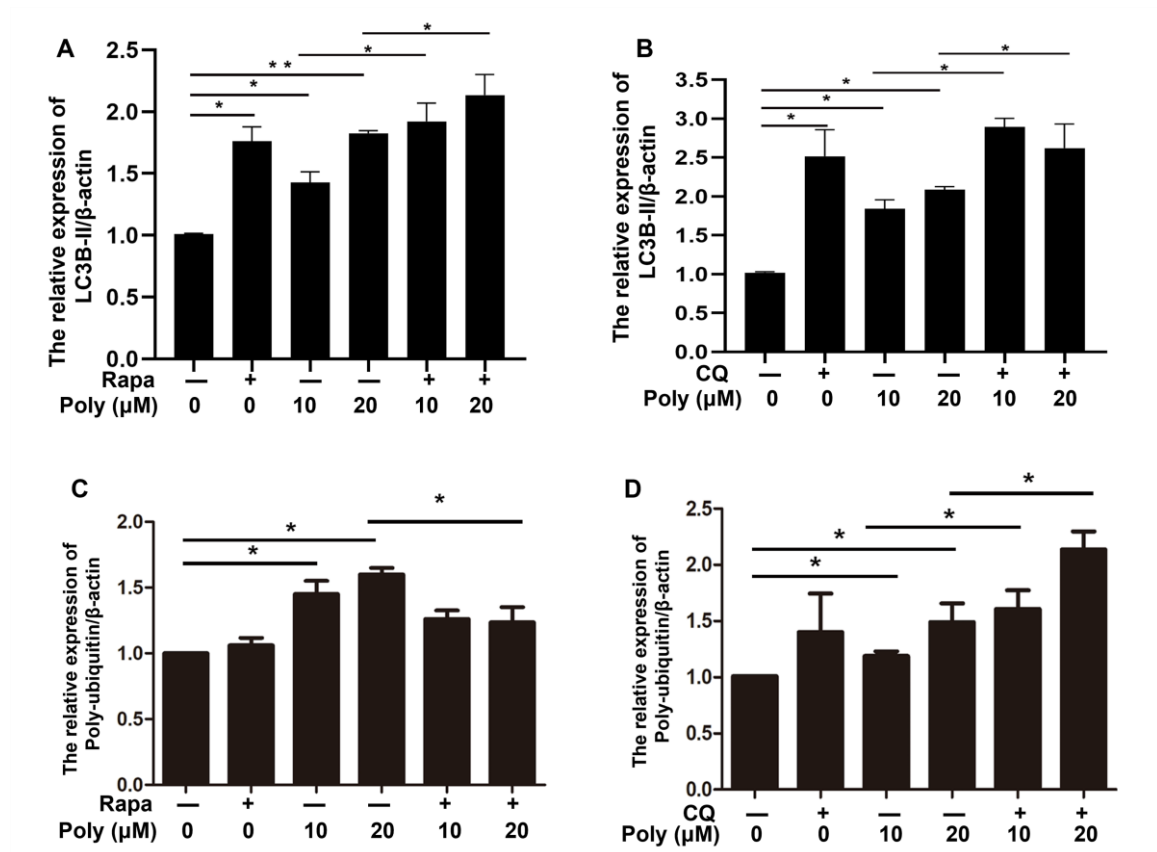 A
The relative expression of
LC3B-II/β-actin
2.5
2.0
1.5
1.0
0.5
0.0
*
*
* *
*
*
Rapa — + — — + +
Poly (μM) 0 0 10 20 10 20
B
The relative expression of
LC3B-II/β-actin
3.5
3.0
2.5
2.0
1.5
1.0
0.5
0.0
*
*
*
*
*
CQ — + — — + +
Poly (μM) 0 0 10 20 10 20
C
The relative expression of
Poly-ubiquitin/β-actin
2.0
1.5
1.0
0.5
0.0
*
*
*
Rapa — + — — + +
Poly (μM) 0 0 10 20 10 20
D
The relative expression of
Poly-ubiquitin/β-actin
2.5
2.0
1.5
1.0
0.5
0.0
*
*
*
*
CQ — + — — + +
Poly (μM) 0 0 10 20 10 20